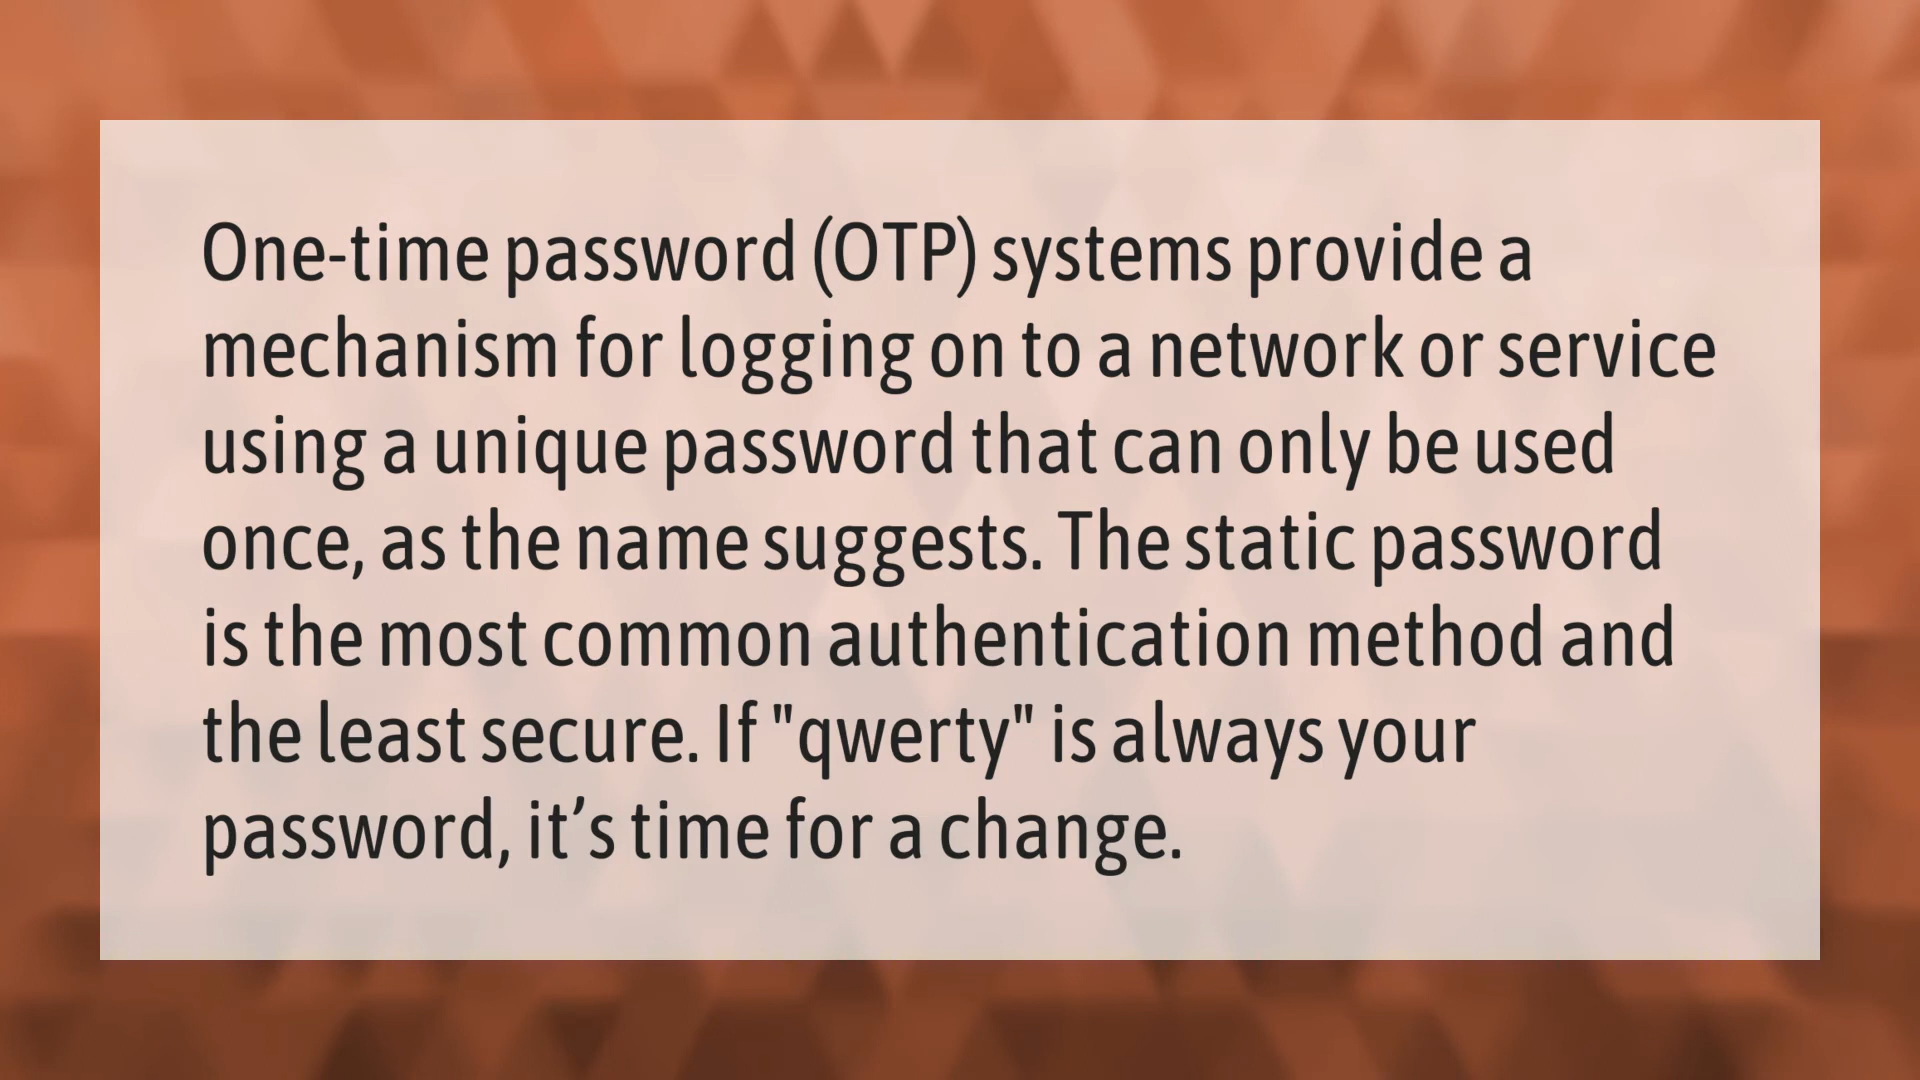 One-time password (OTP) systems provide a
mechanism for logging on to a network or service
using a unique password that can only be used
once, as the name suggests. The static password
is the most common authentication method and
the least secure. If "qwerty" is always your
password, it’s time for a change.